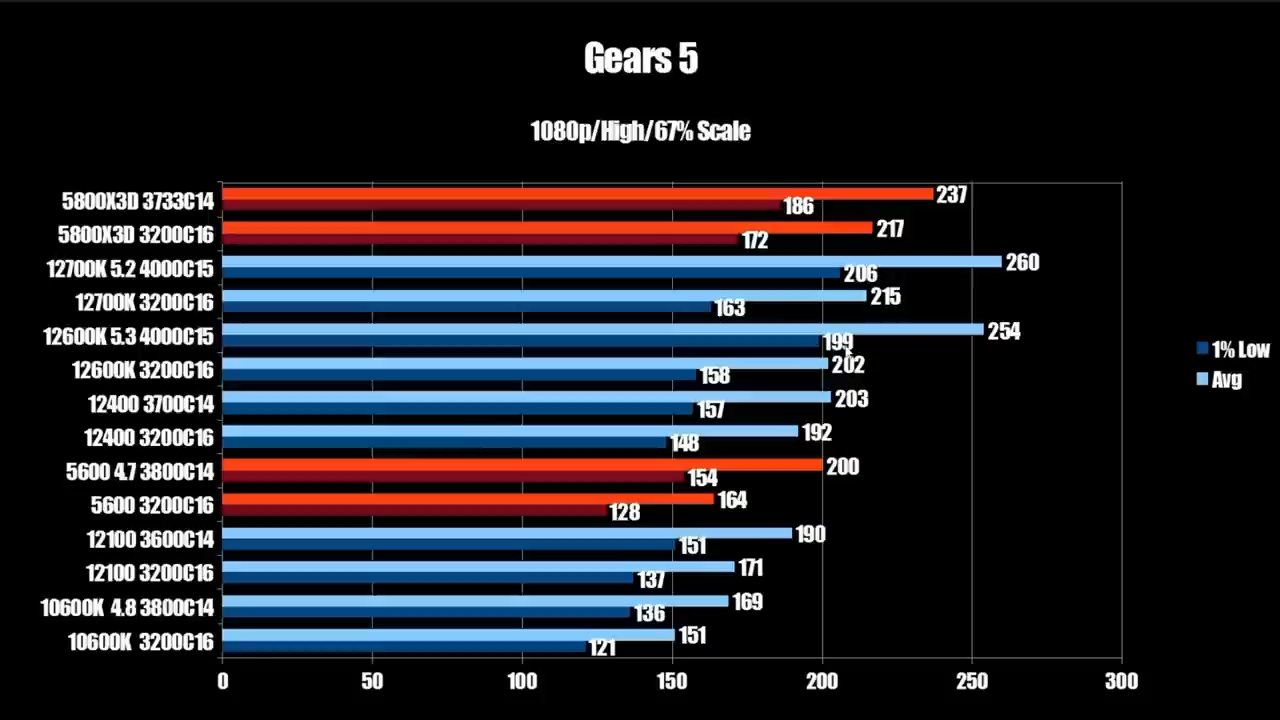 Gears 5
1080p/High/67% Scale
5800X3D 3733C14 237
186
5800X3D 3200C16 217
172
12700K 5.2 4000C15 260
206
12700K 3200C16 215
163
12600K 5.3 4000C15 254
199
12600K 3200C16 202
158
12400 3700C14 203
157
12400 3200C16 192
148
5600 4.7 3800C14 200
154
5600 3200C16 164
128
12100 3600C14 190
151
12100 3200C16 171
137
10600K 4.8 3800C14 169
136
10600K 3200C16 151
121
0 50 100 150 200 250 300
1% Low
Avg